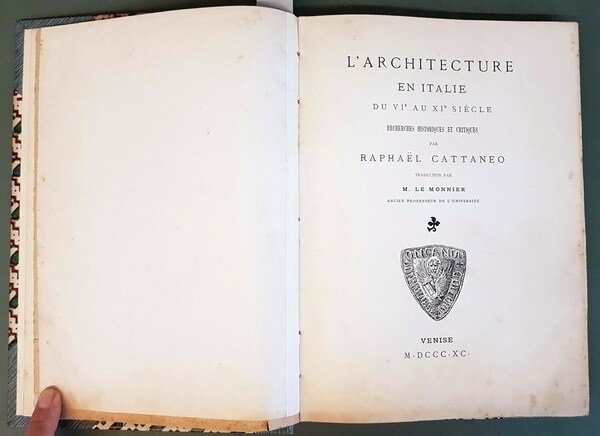 L'ARCHITECTURE
EN ITALIE
DU VIᵉ AU XIᵉ SIÈCLE
RECHERCHES HISTORIQUES ET CRITIQUES
PAR
RAPHAËL CATTANEO
TRADUCTION PAR
M. LE MONNIER
ANCIEN PROFESSEUR DE L'UNIVERSITÉ
VENISE
M·DCCC·XC·